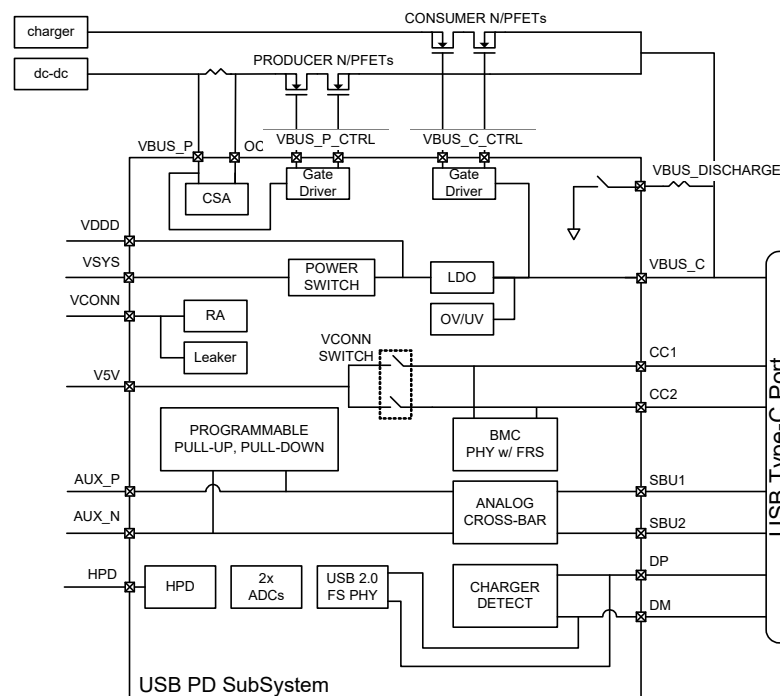 CONSUMER N/PFETs
charger
PRODUCER N/PFETs
dc-dc
VBUS_P
OC
VBUS_P_CTRL
VBUS_C_CTRL
VBUS_DISCHARGE
CSA
Gate
Driver
Gate
Driver
VDDD
VSYS
POWER
SWITCH
LDO
VBUS_C
VCONN
RA
OV/UV
Leaker
VCONN
SWITCH
CC1
V5V
CC2
PROGRAMMABLE
PULL-UP, PULL-DOWN
BMC
PHY w/ FRS
AUX_P
SBU1
ANALOG
CROSS-BAR
AUX_N
SBU2
HPD
HPD
2x
ADCs
USB 2.0
FS PHY
CHARGER
DETECT
DP
DM
USB Type-C Port
USB PD SubSystem